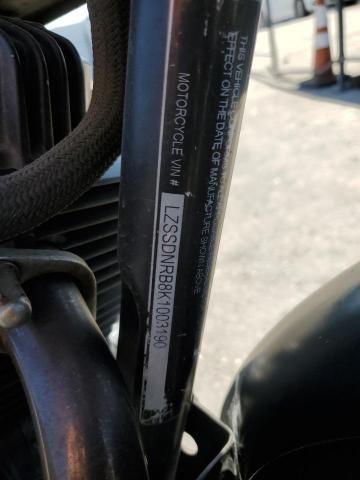 THIS VEHICLE
EFFECT ON THE DATE OF MANUFACTURE SHOWN ABOVE
MOTORCYCLE VIN #
LZSSDNRB8K1003190